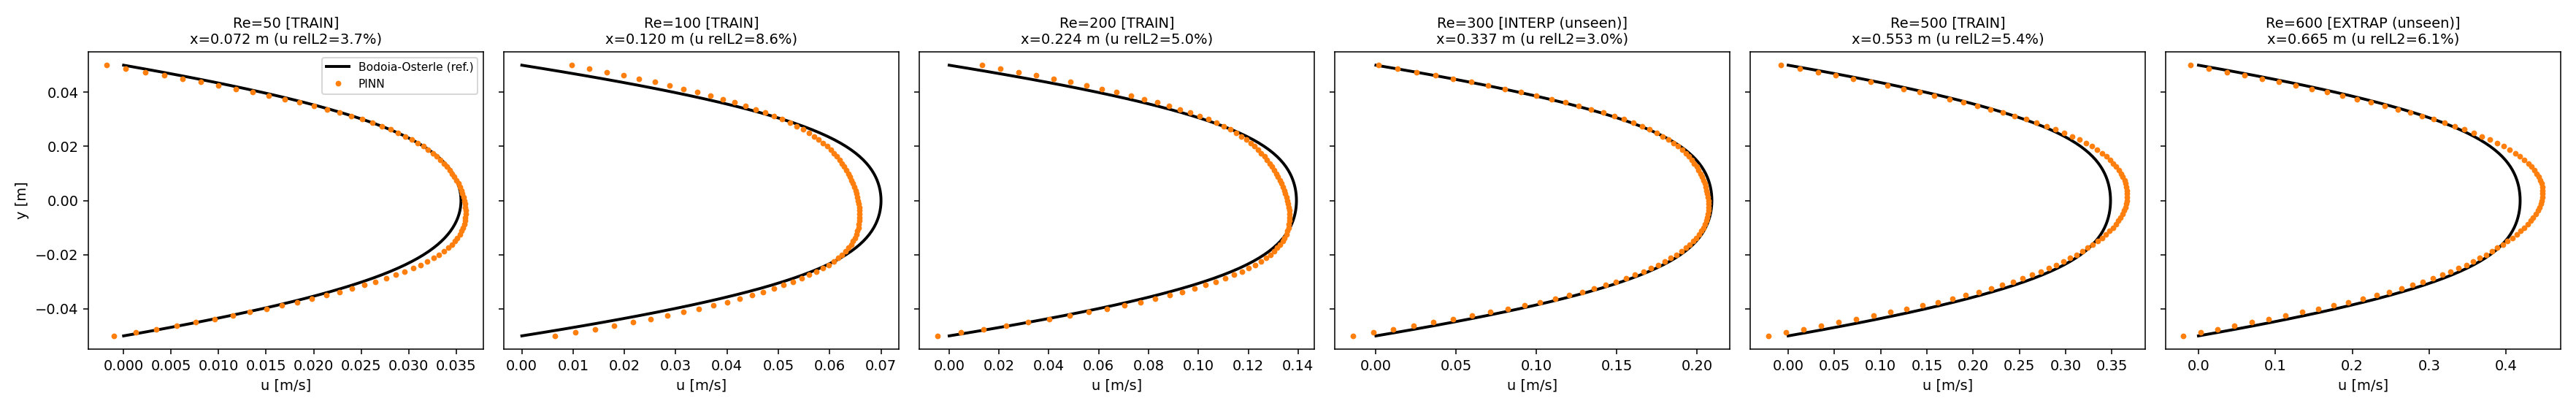 Re=50 [TRAIN]
x=0.072 m (u relL2=3.7%)
Re=100 [TRAIN]
x=0.120 m (u relL2=8.6%)
Re=200 [TRAIN]
x=0.224 m (u relL2=5.0%)
Re=300 [INTERP (unseen)]
x=0.337 m (u relL2=3.0%)
Re=500 [TRAIN]
x=0.553 m (u relL2=5.4%)
Re=600 [EXTRAP (unseen)]
x=0.665 m (u relL2=6.1%)
Bodoia-Osterle (ref.)
PINN
y [m]
0.04
0.02
0.00
−0.02
−0.04
0.000 0.005 0.010 0.015 0.020 0.025 0.030 0.035
u [m/s]
0.00 0.01 0.02 0.03 0.04 0.05 0.06 0.07
u [m/s]
0.00 0.02 0.04 0.06 0.08 0.10 0.12 0.14
u [m/s]
0.00 0.05 0.10 0.15 0.20
u [m/s]
0.00 0.05 0.10 0.15 0.20 0.25 0.30 0.35
u [m/s]
0.0 0.1 0.2 0.3 0.4
u [m/s]